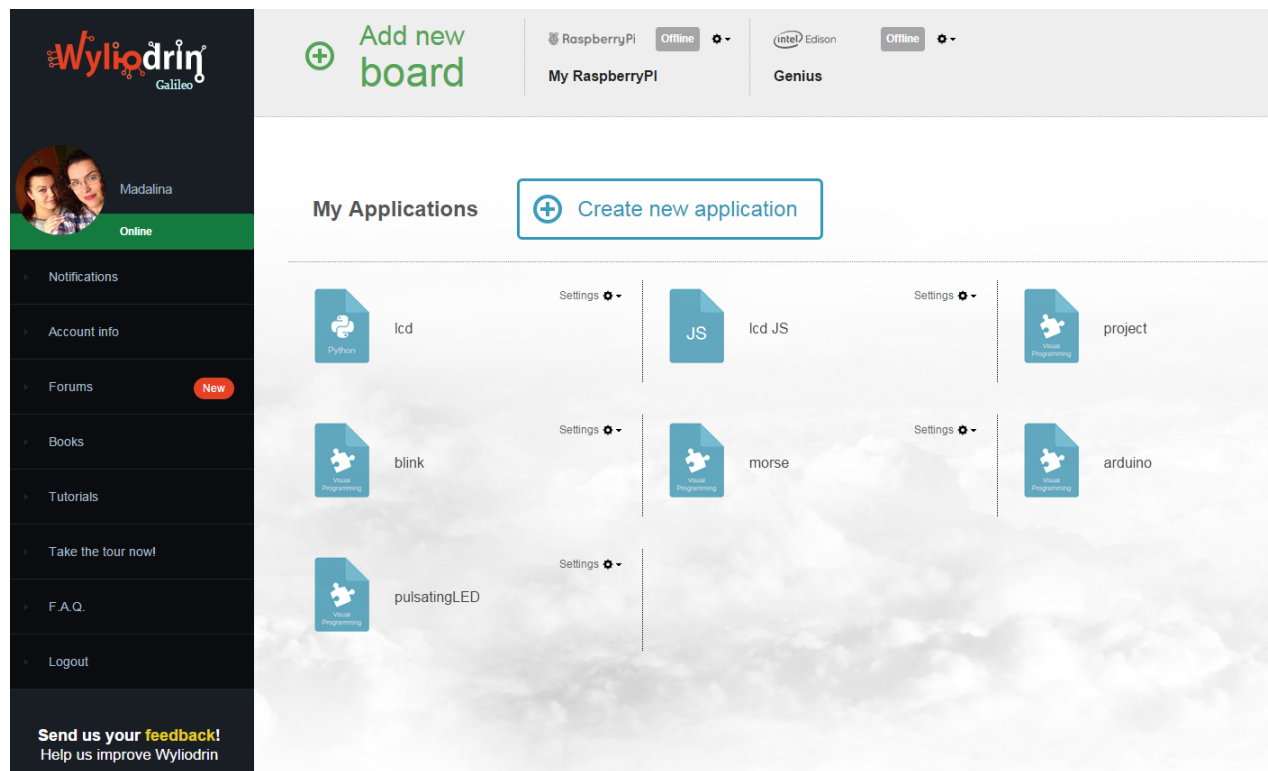 Wyliodrin
Galileo
Madalina
Online
Notifications
Account info
Forums New
Books
Tutorials
Take the tour now!
F.A.Q.
Logout
Send us your feedback!
Help us improve Wyliodrin
Add new
board
RaspberryPi Offline
My RaspberryPI
intel Edison Offline
Genius
My Applications Create new application
Settings
Python
lcd
Settings
JS
lcd JS
Visual
Programming
project
Settings
Visual
Programming
blink
Settings
Visual
Programming
morse
Visual
Programming
arduino
Settings
Visual
Programming
pulsatingLED